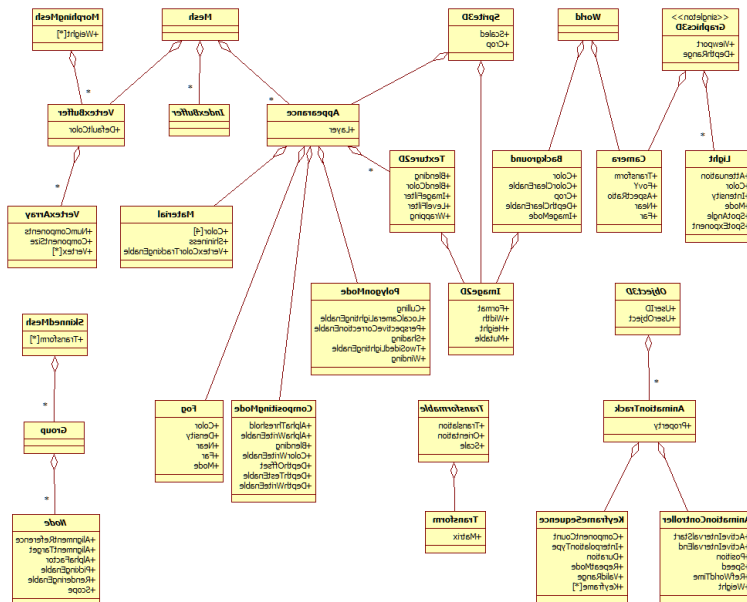 MorphingMesh
+Weight[*]
Mesh
Sprite3D
+Scaled
+Crop
World
<<singleton>>
Graphics3D
+Viewport
+DepthRange
*
*
*
*
VertexBuffer
+DefaultColor
IndexBuffer
Appearance
+Layer
*
*
Texture2D
+Blending
+BlendColor
+ImageFilter
+LevelFilter
+Wrapping
Background
+Color
+ColorClearEnable
+Crop
+DepthClearEnable
+ImageMode
Camera
+Transform
+FovY
+AspectRatio
+Near
+Far
Light
+Attenuation
+Color
+Intensity
+Mode
+SpotAngle
+SpotExponent
VertexArray
+NumComponents
+ComponentSize
+Vertex[*]
Material
+Color[4]
+Shininess
+VertexColorTrackingEnable
PolygonMode
+Culling
+LocalCameraLightingEnable
+PerspectiveCorrectionEnable
+Shading
+TwoSidedLightingEnable
+Winding
Image2D
+Format
+Width
+Height
+Mutable
Object3D
+UserID
+UserObject
SkinnedMesh
+Transform[*]
*
*
Group
Fog
+Color
+Density
+Near
+Far
+Mode
CompositingMode
+AlphaThreshold
+AlphaWriteEnable
+Blending
+ColorWriteEnable
+DepthOffset
+DepthTestEnable
+DepthWriteEnable
Transformable
+Translation
+Orientation
+Scale
AnimationTrack
+Property
*
Node
+AlignmentReference
+AlignmentTarget
+AlphaFactor
+PickingEnable
+RenderingEnable
+Scope
Transform
+Matrix
KeyframeSequence
+ComponentCount
+InterpolationType
+Duration
+RepeatMode
+ValidRange
+Keyframe[*]
AnimationController
+ActiveIntervalStart
+ActiveIntervalEnd
+Position
+Speed
+RefWorldTime
+Weight